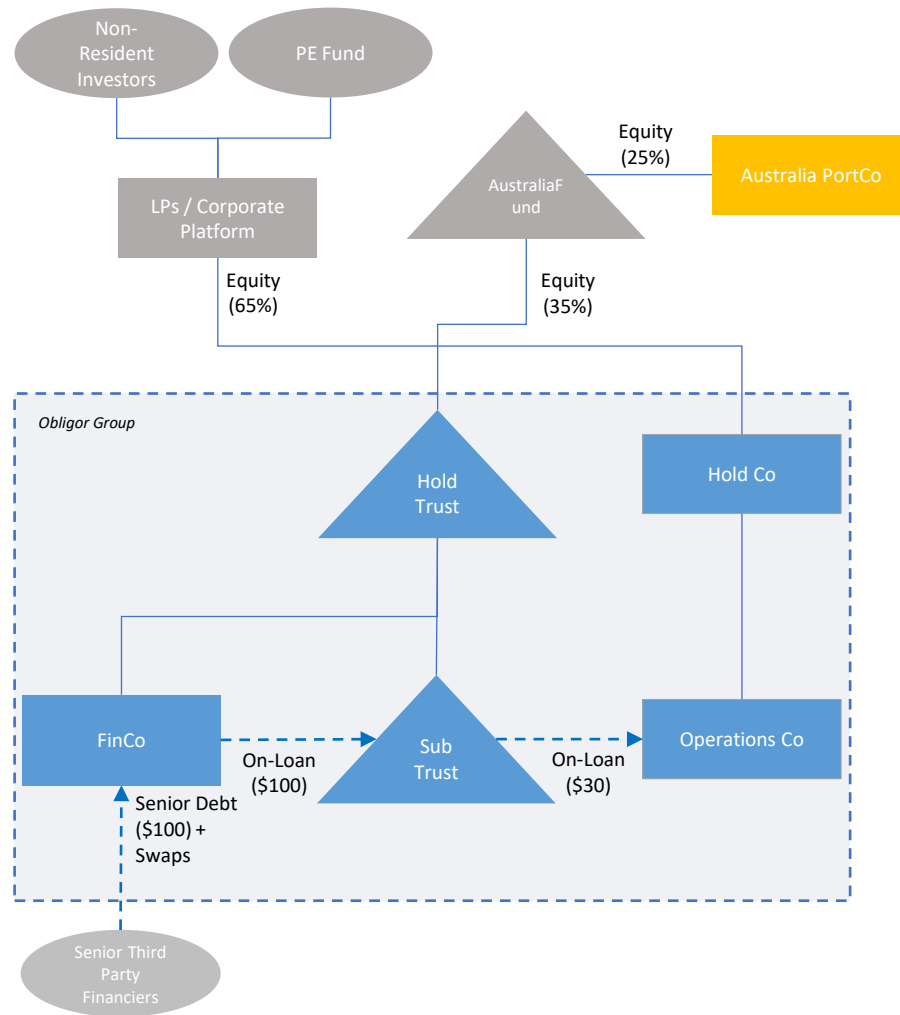 Non-
Resident
Investors
PE Fund
Equity
(25%)
Australia PortCo
AustraliaF
und
LPs / Corporate
Platform
Equity
(65%)
Equity
(35%)
Obligor Group
Hold
Trust
Hold Co
FinCo
On-Loan
($100)
Sub
Trust
On-Loan
($30)
Operations Co
Senior Debt
($100) +
Swaps
Senior Third
Party
Financiers